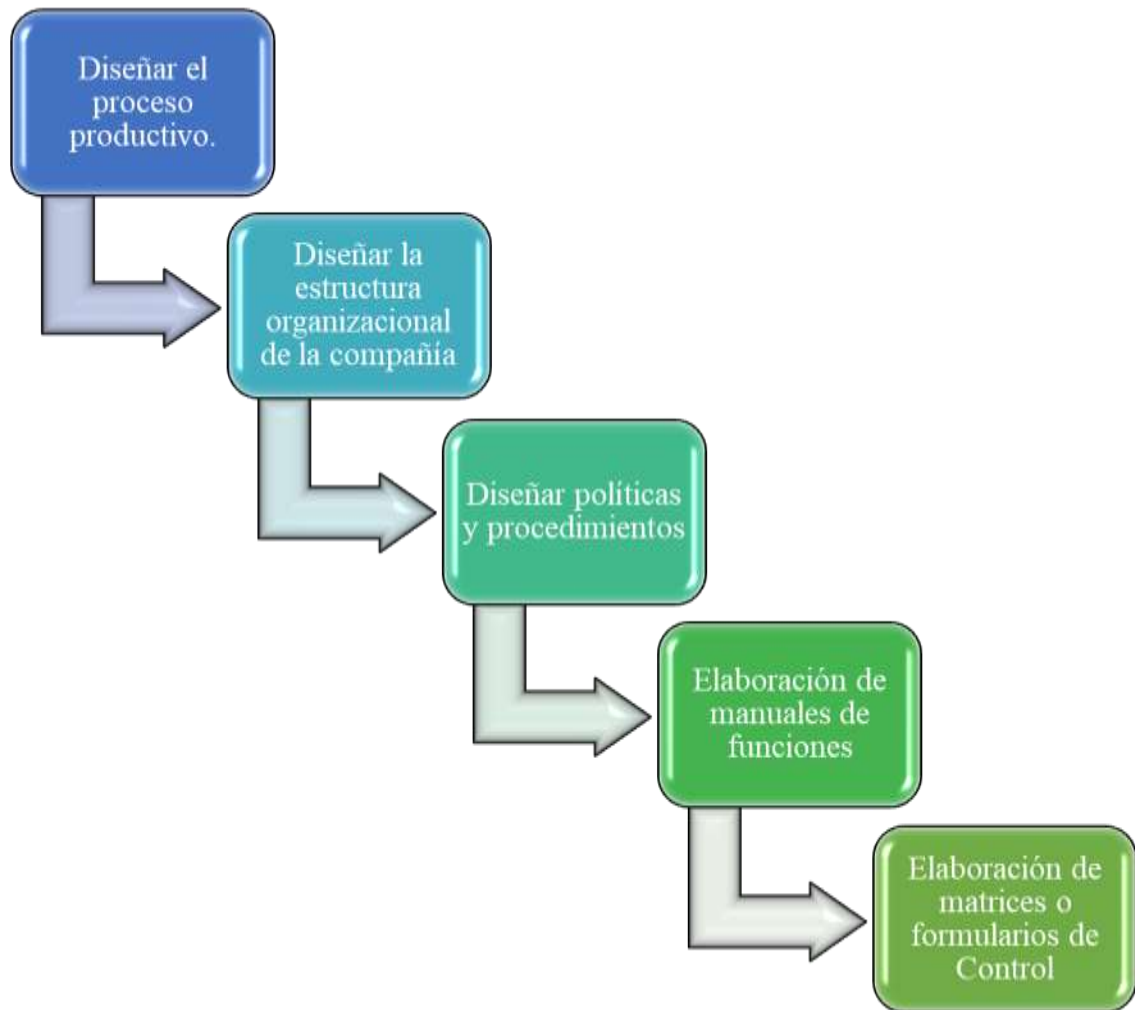 Diseñar el
proceso
productivo.
Diseñar la
estructura
organizacional
de la compañía
Diseñar políticas
y procedimientos
Elaboración de
manuales de
funciones
Elaboración de
matrices o
formularios de
Control